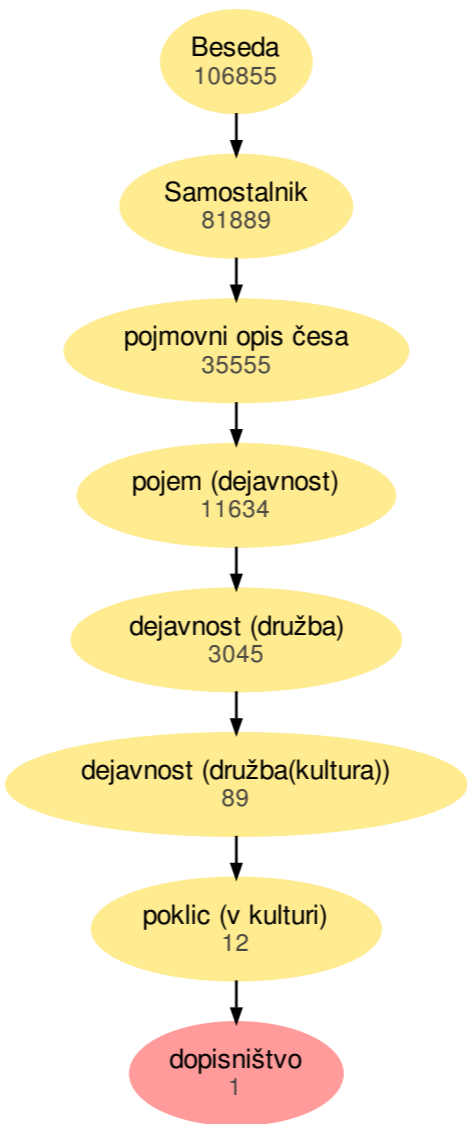 Beseda
106855
Samostalnik
81889
pojmovni opis česa
35555
pojem (dejavnost)
11634
dejavnost (družba)
3045
dejavnost (družba(kultura))
89
poklic (v kulturi)
12
dopisništvo
1